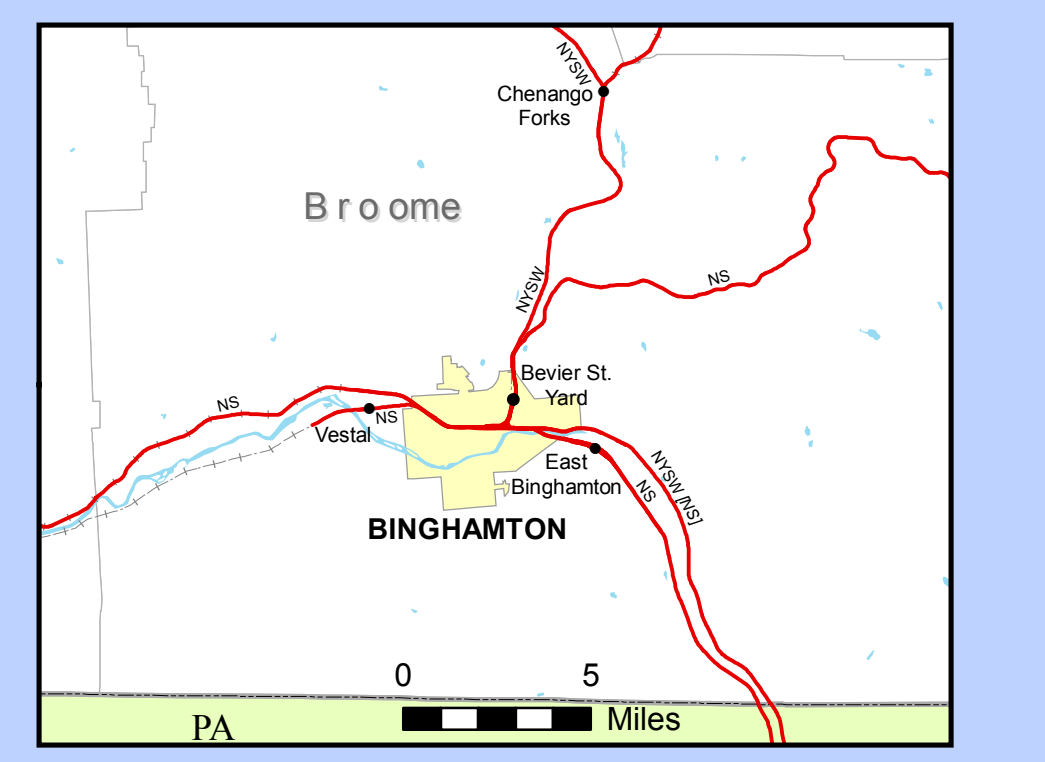 NYSW
Chenango
Forks
Broome
NS
NYSW
Bevier St.
Yard
NS
NS
Vestal
East
Binghamton
NYSW [NS]
NS
BINGHAMTON
0 5
Miles
PA